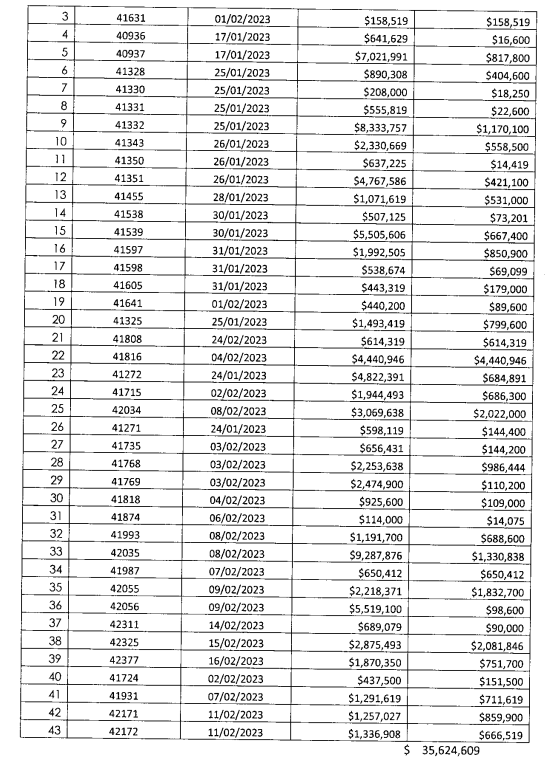 3 41631 01/02/2023 $158,519 $158,519
4 40936 17/01/2023 $641,629 $16,600
5 40937 17/01/2023 $7,021,991 $817,800
6 41328 25/01/2023 $890,308 $404,600
7 41330 25/01/2023 $208,000 $18,250
8 41331 25/01/2023 $555,819 $22,600
9 41332 25/01/2023 $8,333,757 $1,170,100
10 41343 26/01/2023 $2,330,669 $558,500
11 41350 26/01/2023 $637,225 $14,419
12 41351 26/01/2023 $4,767,586 $421,100
13 41455 28/01/2023 $1,071,619 $531,000
14 41538 30/01/2023 $507,125 $73,201
15 41539 30/01/2023 $5,505,606 $667,400
16 41597 31/01/2023 $1,992,505 $850,900
17 41598 31/01/2023 $538,674 $69,099
18 41605 31/01/2023 $443,319 $179,000
19 41641 01/02/2023 $440,200 $89,600
20 41325 25/01/2023 $1,493,419 $799,600
21 41808 24/02/2023 $614,319 $614,319
22 41816 04/02/2023 $4,440,946 $4,440,946
23 41272 24/01/2023 $4,822,391 $684,891
24 41715 02/02/2023 $1,944,493 $686,300
25 42034 08/02/2023 $3,069,638 $2,022,000
26 41271 24/01/2023 $598,119 $144,400
27 41735 03/02/2023 $656,431 $144,200
28 41768 03/02/2023 $2,253,638 $986,444
29 41769 03/02/2023 $2,474,900 $110,200
30 41818 04/02/2023 $925,600 $109,000
31 41874 06/02/2023 $114,000 $14,075
32 41993 08/02/2023 $1,191,700 $688,600
33 42035 08/02/2023 $9,287,876 $1,330,838
34 41987 07/02/2023 $650,412 $650,412
35 42055 09/02/2023 $2,218,371 $1,832,700
36 42056 09/02/2023 $5,519,100 $98,600
37 42311 14/02/2023 $689,079 $90,000
38 42325 15/02/2023 $2,875,493 $2,081,846
39 42377 16/02/2023 $1,870,350 $751,700
40 41724 02/02/2023 $437,500 $151,500
41 41931 07/02/2023 $1,291,619 $711,619
42 42171 11/02/2023 $1,257,027 $859,900
43 42172 11/02/2023 $1,336,908 $666,519
$ 35,624,609